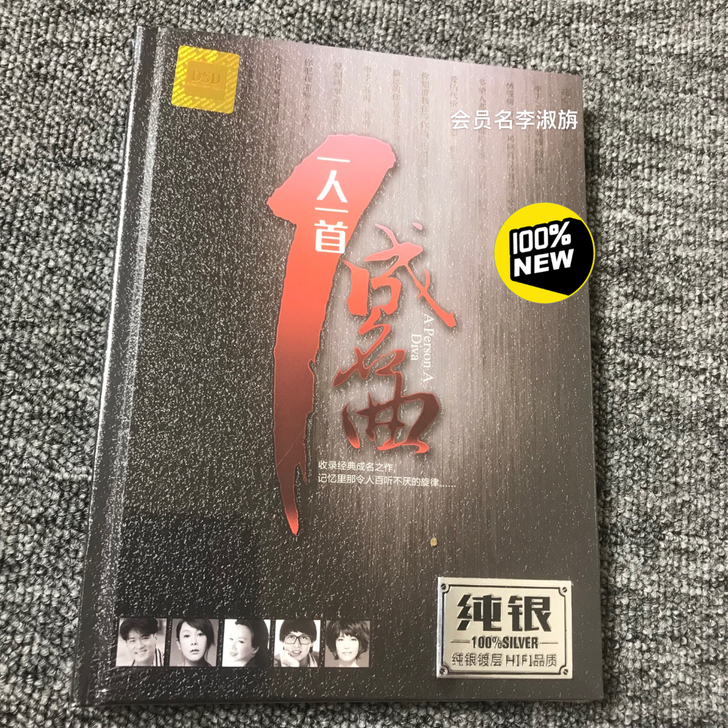 DSD
会员名李淑旃
一人一首
成名曲
A Person A
Diva
100%
NEW
收录经典成名之作,
记忆里那令人百听不厌的旋律......
纯银
100%SILVER
纯银镀层 HIFI品质